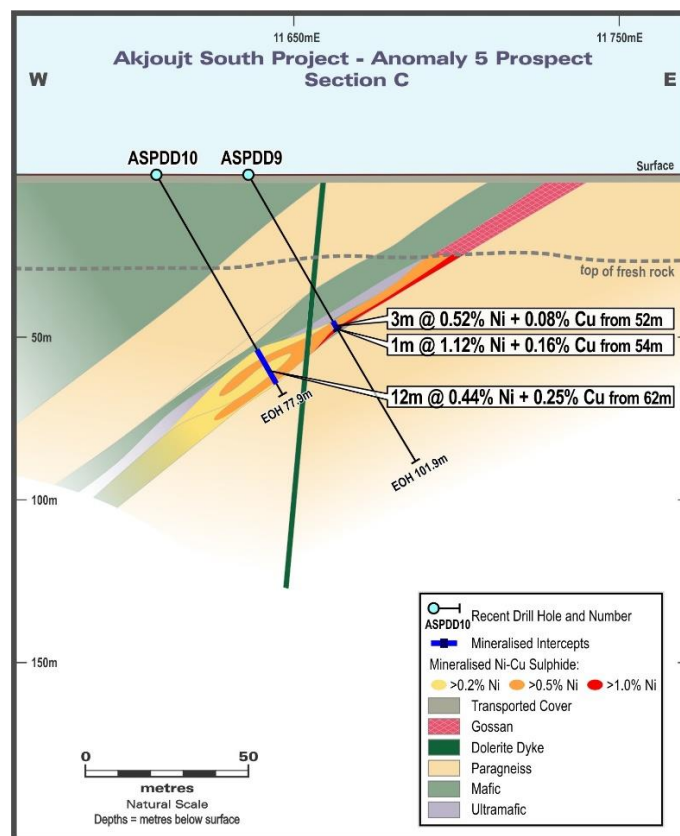 11 650mE
11 750mE
Akjoujt South Project - Anomaly 5 Prospect
Section C
W
E
ASPDD10
ASPDD9
Surface
top of fresh rock
50m
3m @ 0.52% Ni + 0.08% Cu from 52m
1m @ 1.12% Ni + 0.16% Cu from 54m
12m @ 0.44% Ni + 0.25% Cu from 62m
EOH 77.9m
EOH 101.9m
100m
150m
Recent Drill Hole and Number
ASPDD10
Mineralised Intercepts
Mineralised Ni-Cu Sulphide:
>0.2% Ni
>0.5% Ni
>1.0% Ni
Transported Cover
Gossan
Dolerite Dyke
Paragneiss
Mafic
Ultramafic
0
50
metres
Natural Scale
Depths = metres below surface